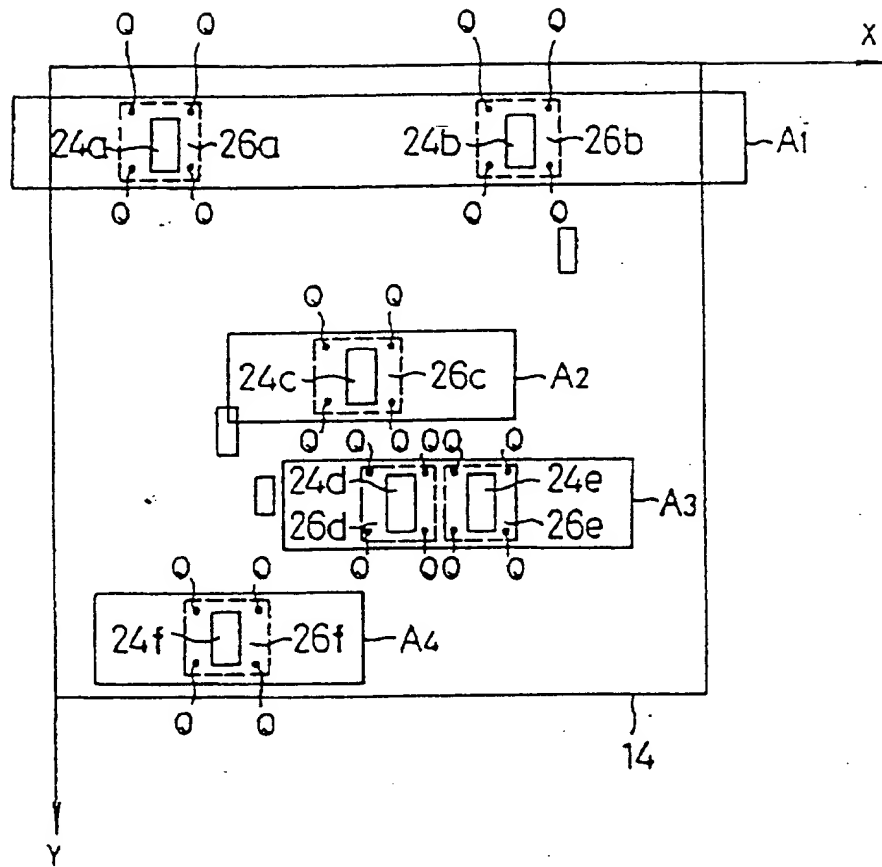 Q Q Q Q X
24a 26a 24b 26b A1
Q Q Q Q
Q Q
24c 26c A2
Q Q Q Q Q Q
24d 24e A3
26d 26e
Q Q Q Q Q Q
24f 26f A4
Q Q
14
Y